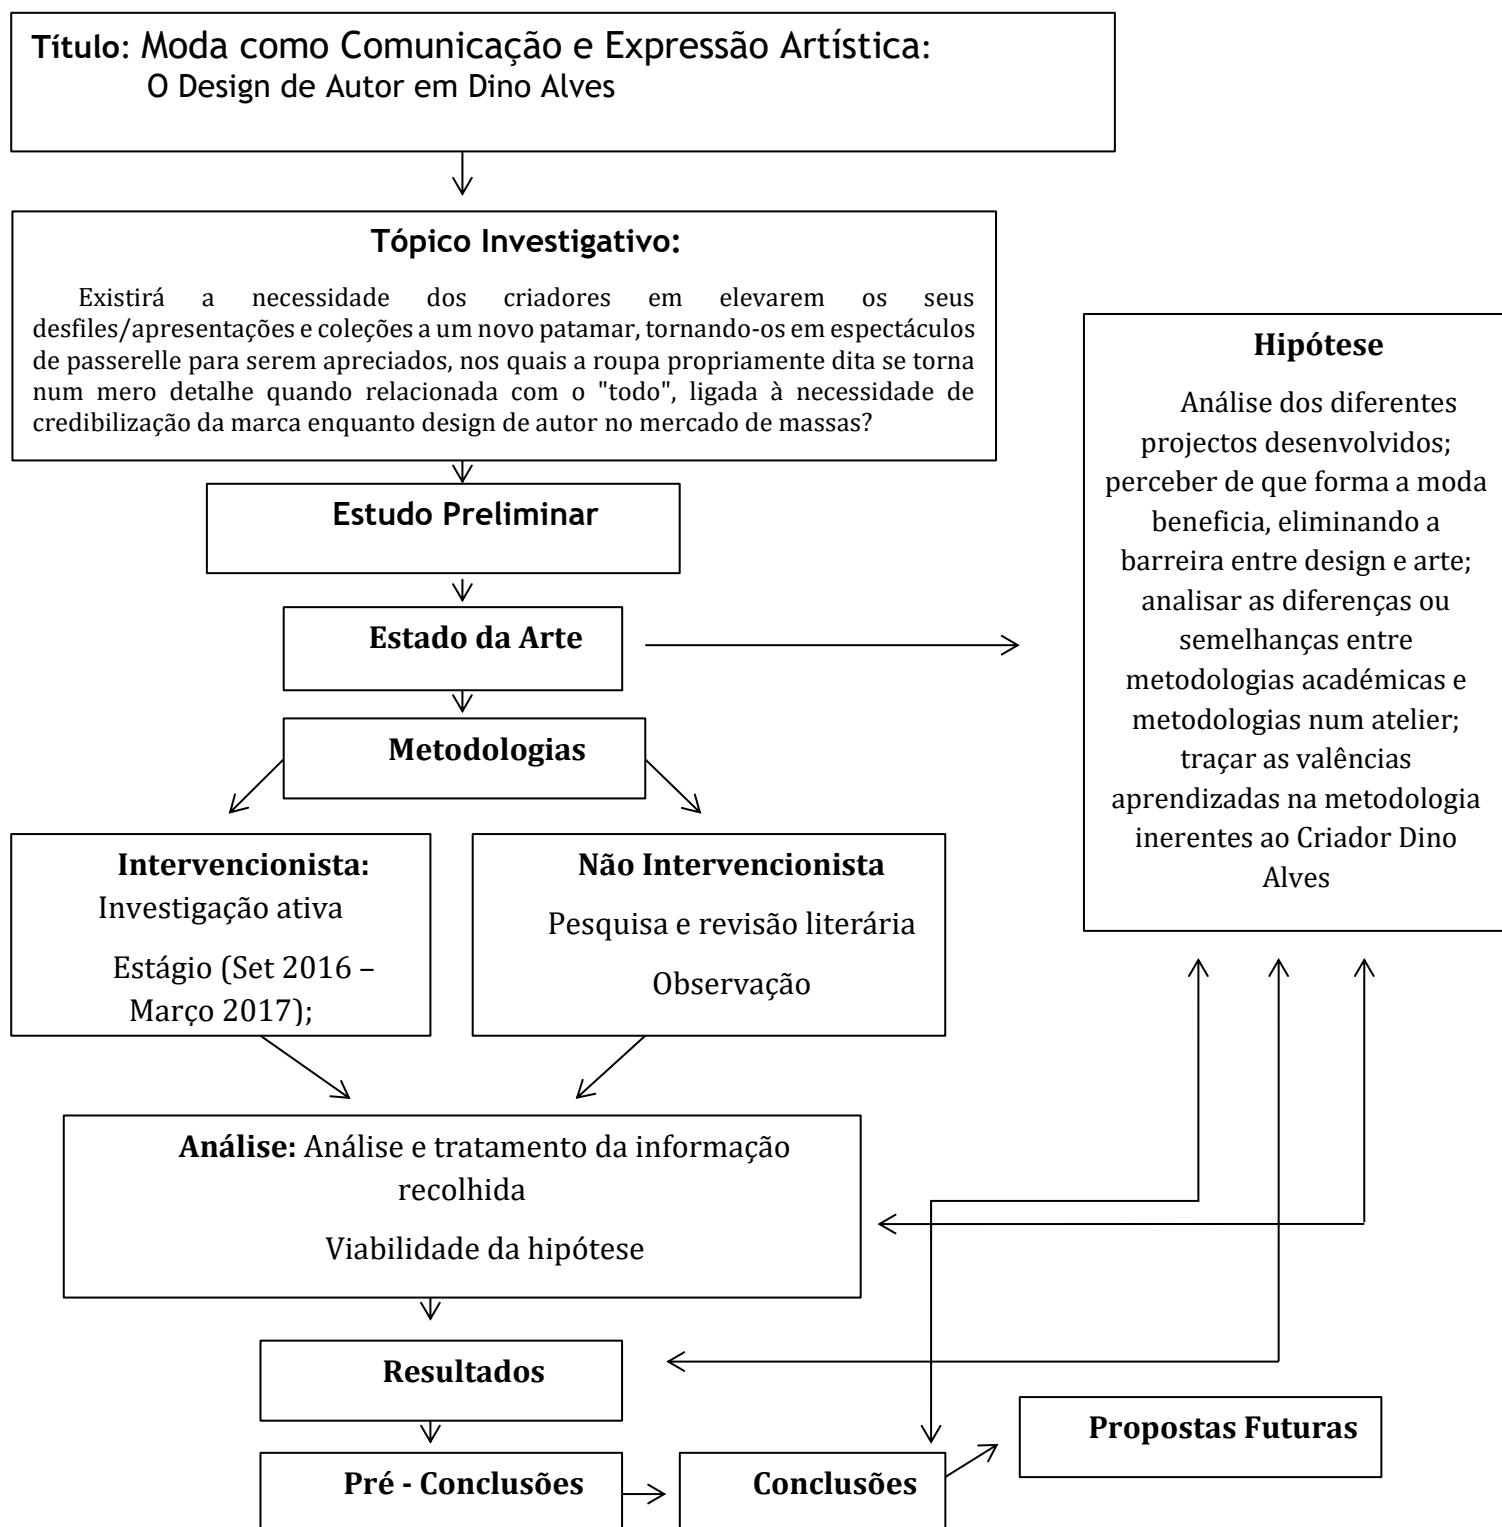 Título: Moda como Comunicação e Expressão Artística:
O Design de Autor em Dino Alves
Tópico Investigativo:
Existirá a necessidade dos criadores em elevarem os seus
desfiles/apresentações e coleções a um novo patamar, tornando-os em espectáculos
de passerelle para serem apreciados, nos quais a roupa propriamente dita se torna
num mero detalhe quando relacionada com o "todo", ligada à necessidade de
credibilização da marca enquanto design de autor no mercado de massas?
Estudo Preliminar
Estado da Arte
Metodologias
Intervencionista:
Investigação ativa
Estágio (Set 2016 –
Março 2017);
Não Intervencionista
Pesquisa e revisão literária
Observação
Hipótese
Análise dos diferentes
projectos desenvolvidos;
perceber de que forma a moda
beneficia, eliminando a
barreira entre design e arte;
analisar as diferenças ou
semelhanças entre
metodologias académicas e
metodologias num atelier;
traçar as valências
aprendizadas na metodologia
inerentes ao Criador Dino
Alves
Análise: Análise e tratamento da informação
recolhida
Viabilidade da hipótese
Resultados
Pré - Conclusões
Conclusões
Propostas Futuras